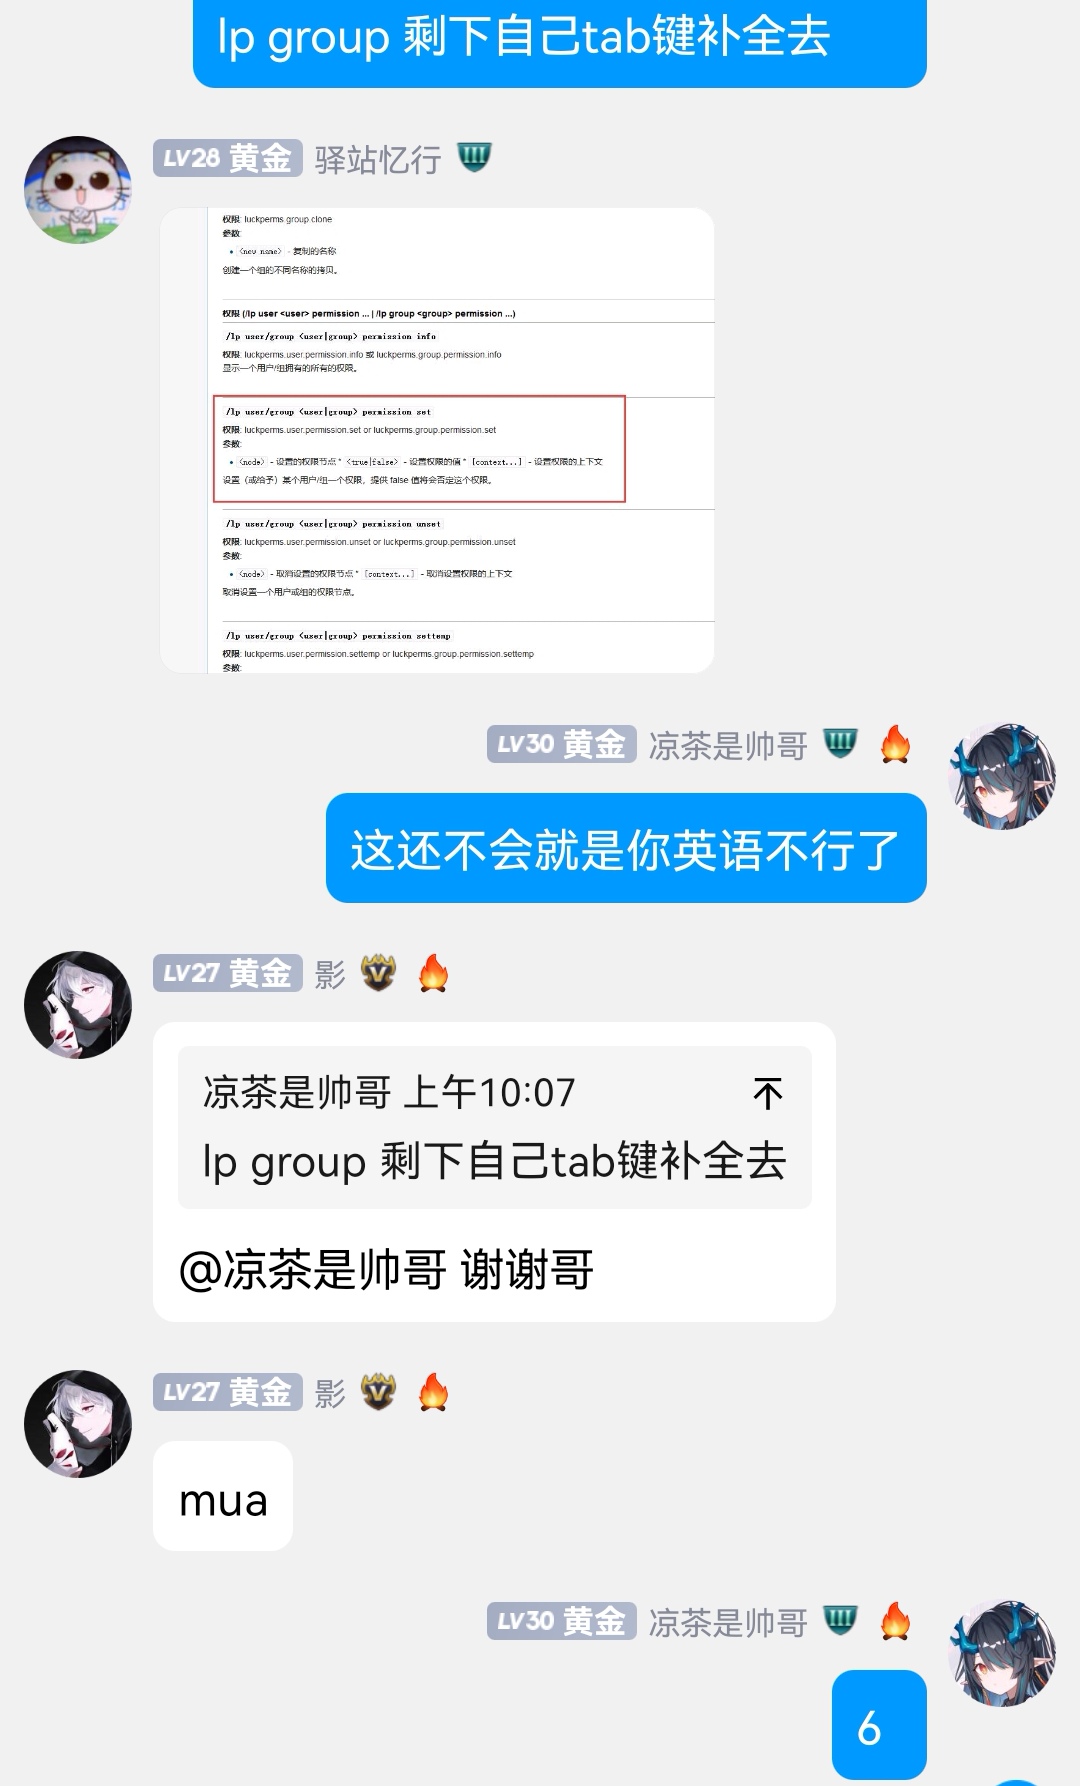 lp group 剩下自己tab键补全去
LV28 黄金 驿站忆行
权限: luckperms.group.clone
参数:
• <new name> - 复制的名称
创建一个组的不同名称的拷贝。
权限 (/lp user <user> permission ... | /lp group <group> permission ...)
/lp user/group <user|group> permission info
权限: luckperms.user.permission.info 或 luckperms.group.permission.info
显示一个用户/组拥有的所有的权限。
/lp user/group <user|group> permission set
权限: luckperms.user.permission.set or luckperms.group.permission.set
参数:
• <node> - 设置的权限节点 * <true|false> - 设置权限的值 * [context...] - 设置权限的上下文
设置（或给予）某个用户/组一个权限，提供 false 值将会否定这个权限。
/lp user/group <user|group> permission unset
权限: luckperms.user.permission.unset or luckperms.group.permission.unset
参数:
• <node> - 取消设置的权限节点 * [context...] - 取消设置权限的上下文
取消设置一个用户或组的权限节点。
/lp user/group <user|group> permission settemp
权限: luckperms.user.permission.settemp or luckperms.group.permission.settemp
参数:
LV30 黄金 凉茶是帅哥
这还不会就是你英语不行了
LV27 黄金 影
凉茶是帅哥 上午10:07
lp group 剩下自己tab键补全去
@凉茶是帅哥 谢谢哥
LV27 黄金 影
mua
LV30 黄金 凉茶是帅哥
6